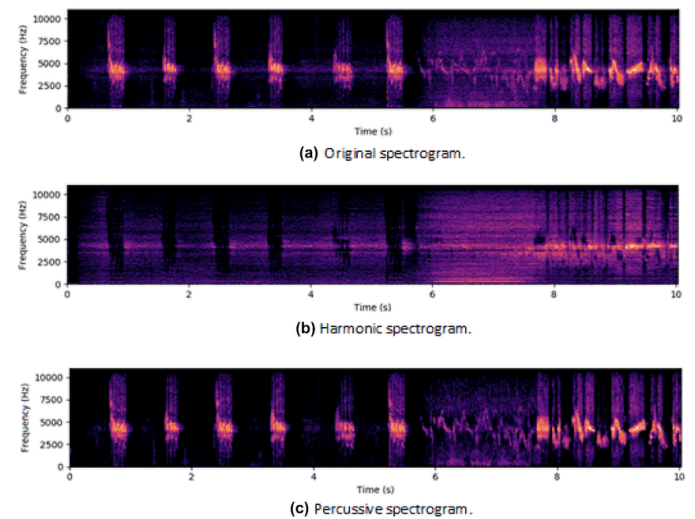 10000
7500
5000
2500
0
Frequency (Hz)
0 2 4 6 8 10
Time (s)
(a) Original spectrogram.
10000
7500
5000
2500
0
Frequency (Hz)
0 2 4 6 8 10
Time (s)
(b) Harmonic spectrogram.
10000
7500
5000
2500
0
Frequency (Hz)
0 2 4 6 8 10
Time (s)
(c) Percussive spectrogram.